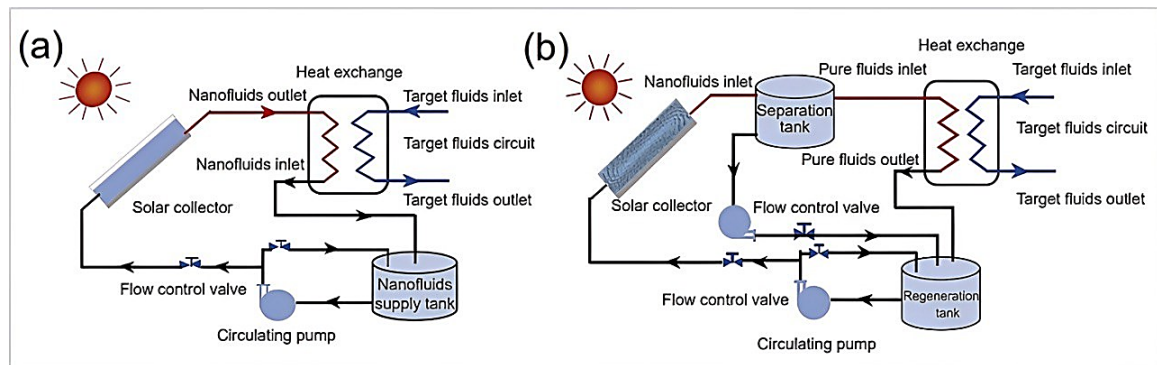 (a)
Heat exchange
Nanofluids outlet
Target fluids inlet
Target fluids circuit
Nanofluids inlet
Target fluids outlet
Solar collector
Flow control valve
Nanofluids
supply tank
Circulating pump
(b)
Heat exchange
Nanofluids inlet
Pure fluids inlet
Target fluids inlet
Separation
tank
Target fluids circuit
Pure fluids outlet
Target fluids outlet
Solar collector
Flow control valve
Flow control valve
Regeneration
tank
Circulating pump